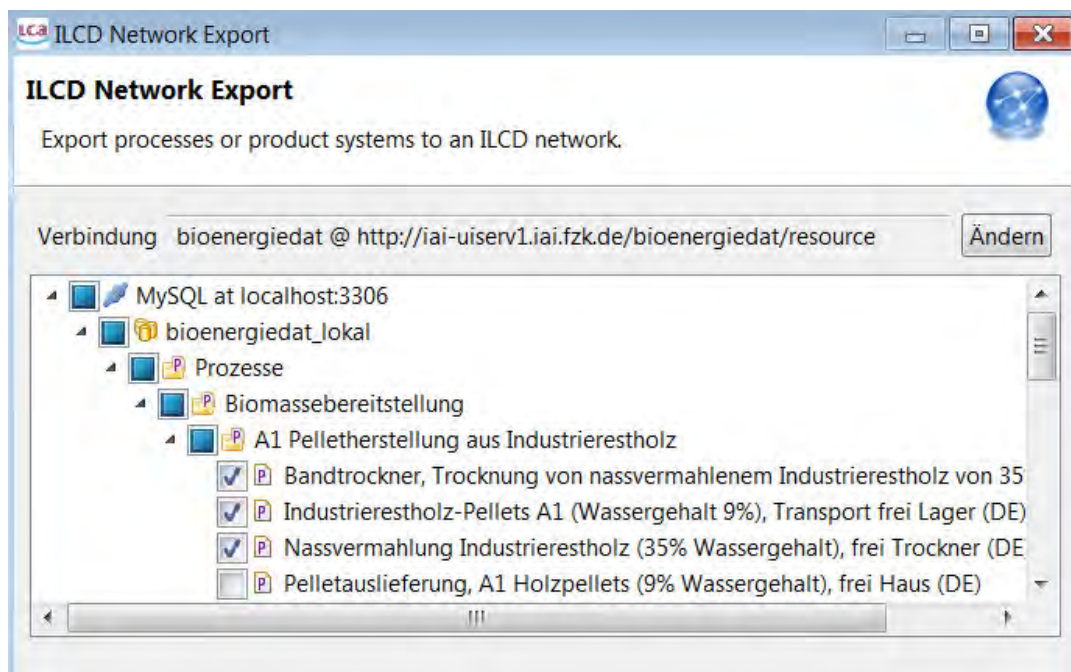 LCA ILCD Network Export
ILCD Network Export
Export processes or product systems to an ILCD network.
Verbindung bioenergiedat @ http://iai-uiserv1.iai.fzk.de/bioenergiedat/resource Ändern
MySQL at localhost:3306
bioenergiedat_lokal
P Prozesse
P Biomassebereitstellung
P A1 Pelletherstellung aus Industrierestholz
P Bandtrockner, Trocknung von nassvermahlenem Industrierestholz von 35
P Industrierestholz-Pellets A1 (Wassergehalt 9%), Transport frei Lager (DE)
P Nassvermahlung Industrierestholz (35% Wassergehalt), frei Trockner (DE
P Pelletauslieferung, A1 Holzpellets (9% Wassergehalt), frei Haus (DE)